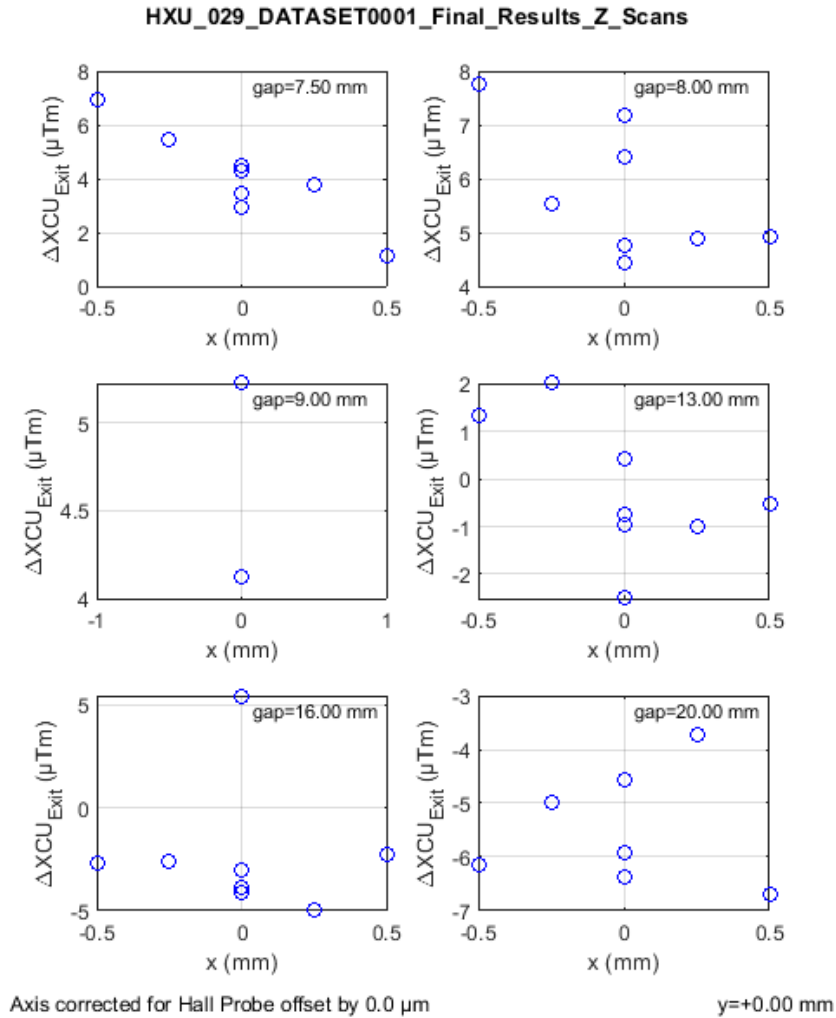 HXU_029_DATASET0001_Final_Results_Z_Scans
gap=7.50 mm
8
6
4
2
0
ΔXCU_Exit (µTm)
-0.5 0 0.5
x (mm)
gap=8.00 mm
8
7
6
5
4
ΔXCU_Exit (µTm)
-0.5 0 0.5
x (mm)
gap=9.00 mm
5
4.5
4
ΔXCU_Exit (µTm)
-1 0 1
x (mm)
gap=13.00 mm
2
1
0
-1
-2
ΔXCU_Exit (µTm)
-0.5 0 0.5
x (mm)
gap=16.00 mm
5
0
-5
ΔXCU_Exit (µTm)
-0.5 0 0.5
x (mm)
gap=20.00 mm
-3
-4
-5
-6
-7
ΔXCU_Exit (µTm)
-0.5 0 0.5
x (mm)
Axis corrected for Hall Probe offset by 0.0 µm
y=+0.00 mm